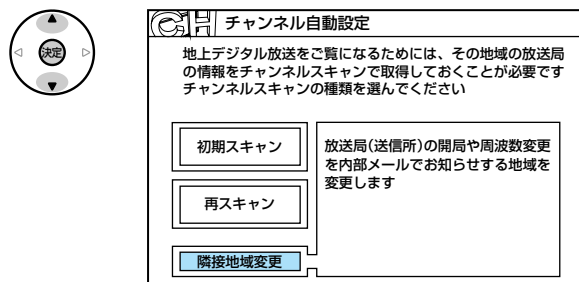 決定
CH チャンネル自動設定
地上デジタル放送をご覧になるためには、その地域の放送局
の情報をチャンネルスキャンで取得しておくことが必要です
チャンネルスキャンの種類を選んでください
初期スキャン
再スキャン
隣接地域変更
放送局(送信所)の開局や周波数変更
を内部メールでお知らせする地域を
変更します